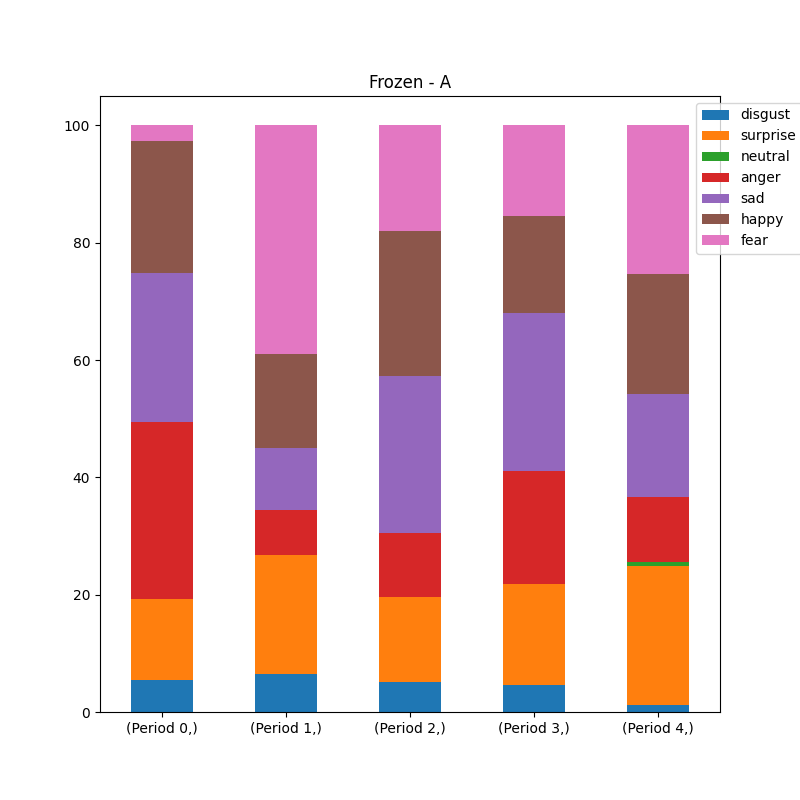 Frozen - A
100
80
60
40
20
0
(Period 0,) (Period 1,) (Period 2,) (Period 3,) (Period 4,)
disgust
surprise
neutral
anger
sad
happy
fear